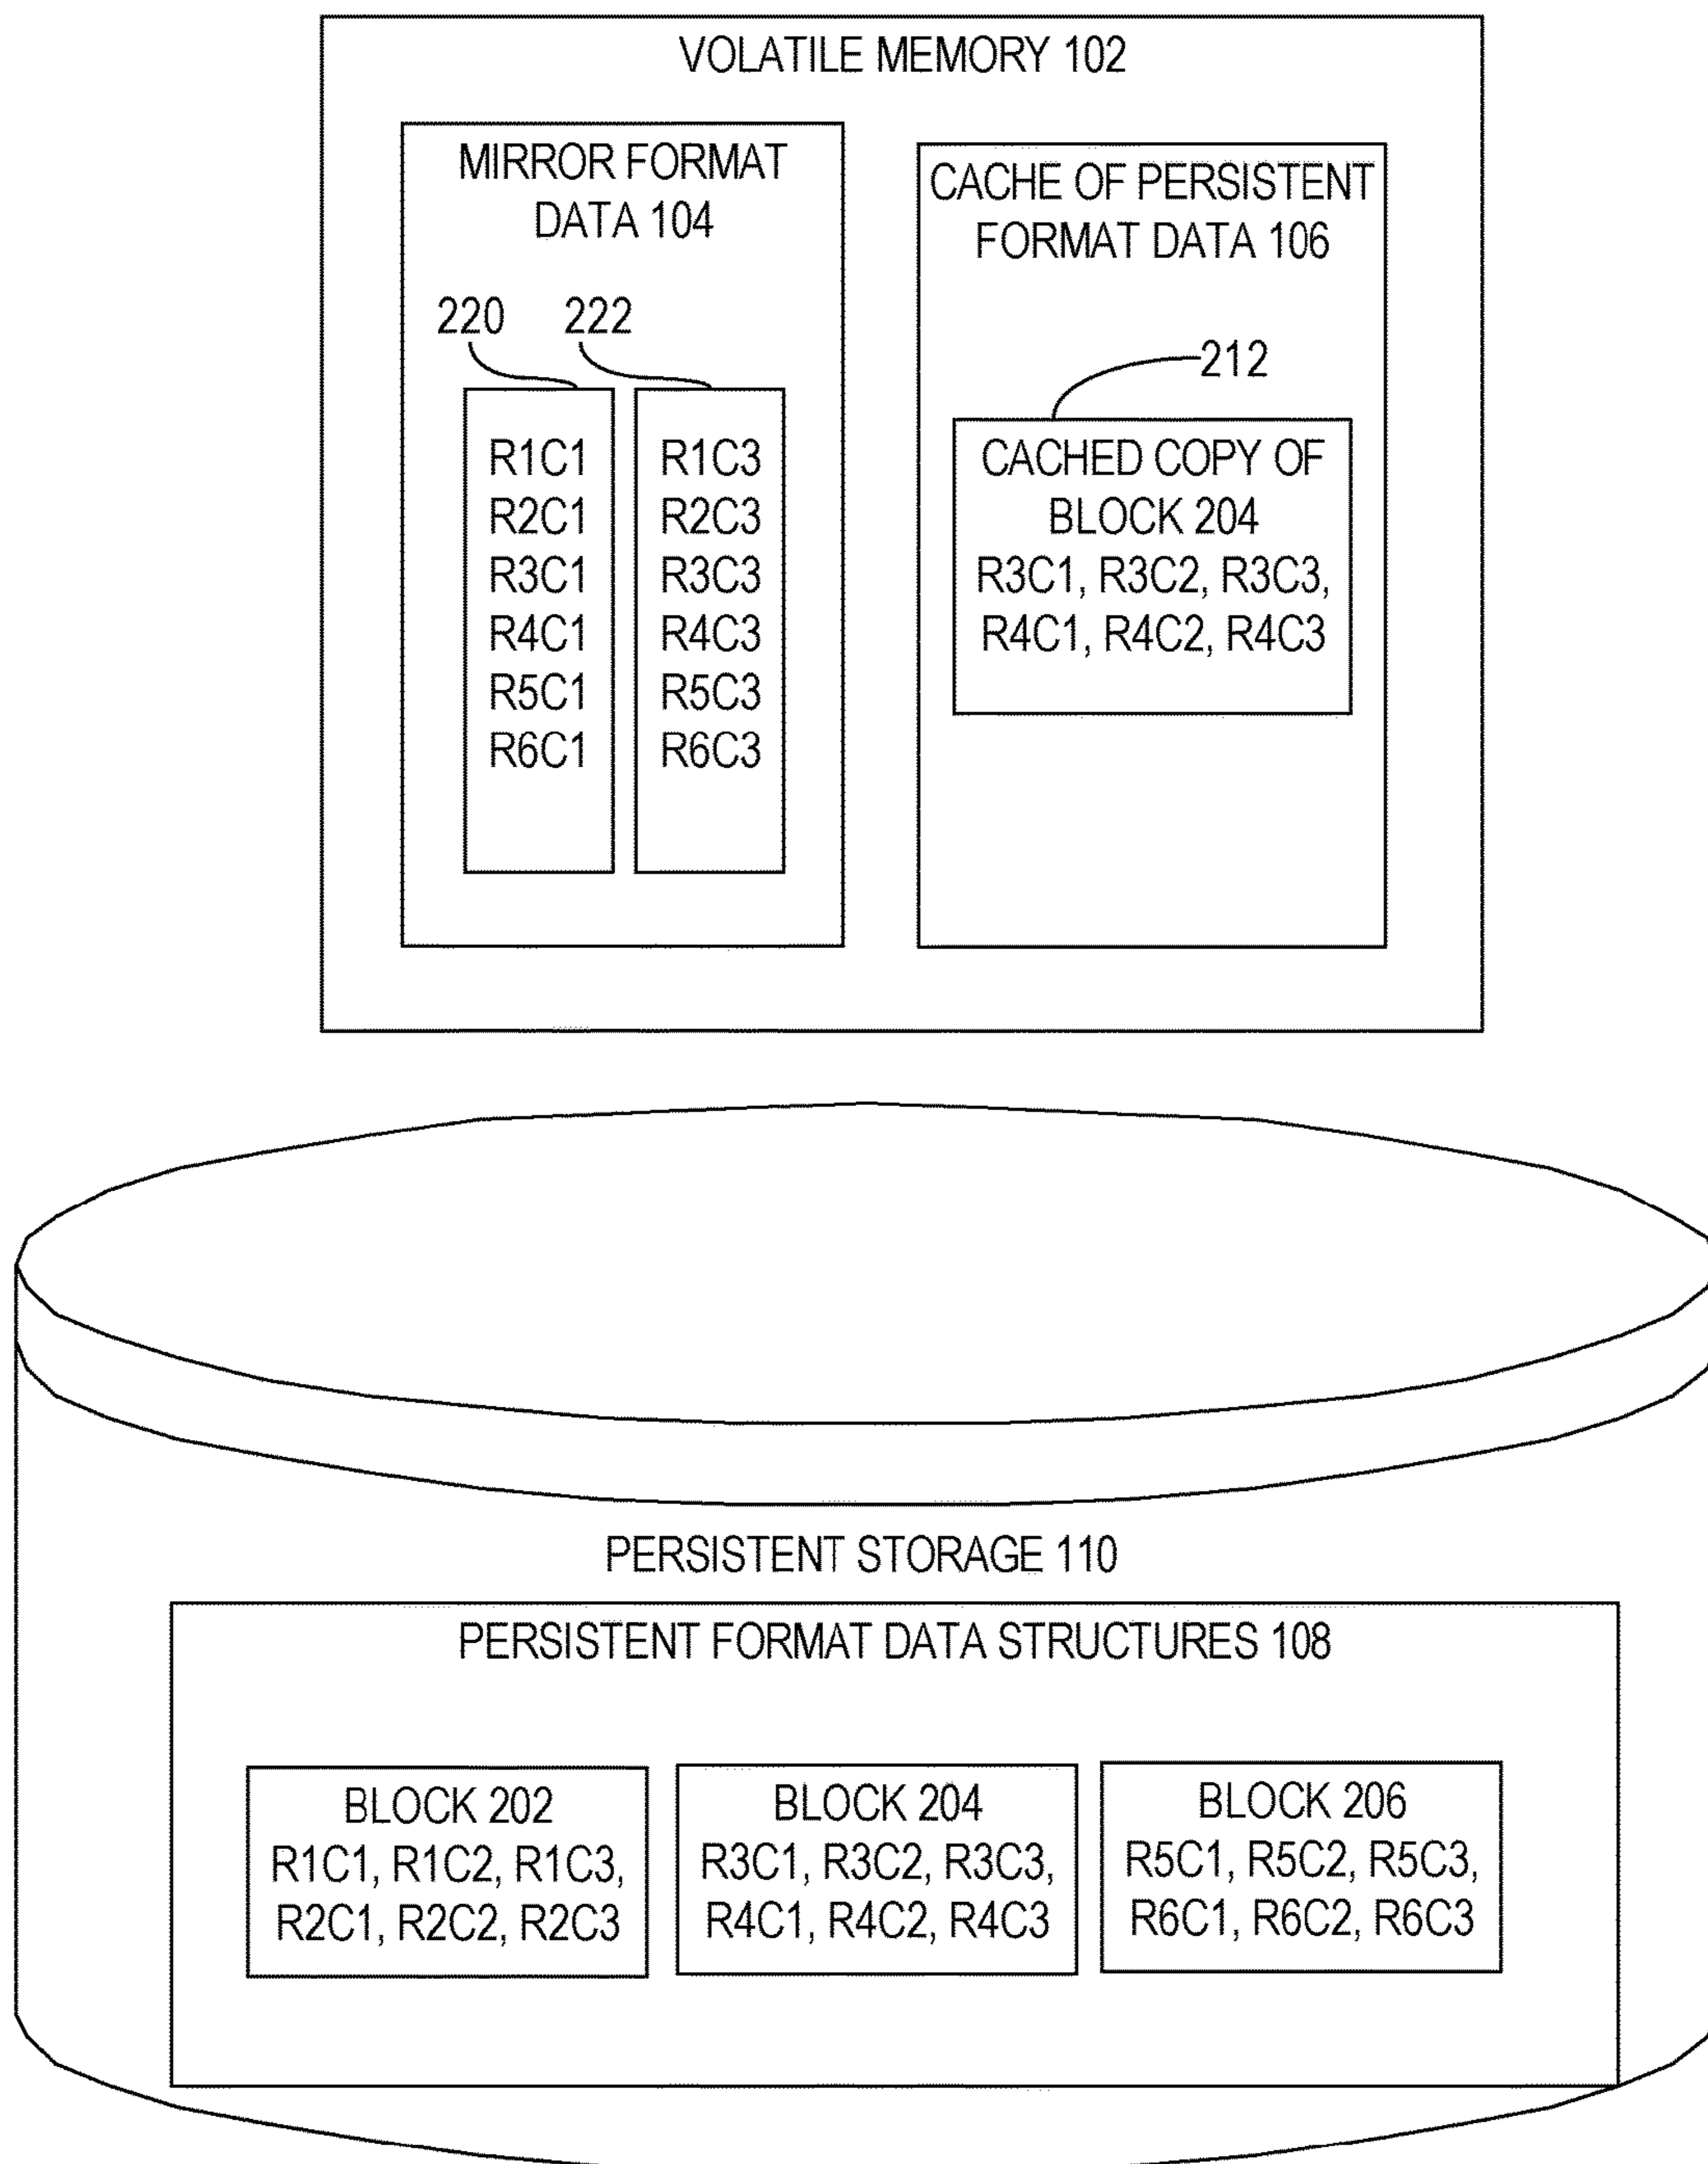 VOLATILE MEMORY 102
MIRROR FORMAT
DATA 104
220
222
R1C1
R2C1
R3C1
R4C1
R5C1
R6C1
R1C3
R2C3
R3C3
R4C3
R5C3
R6C3
CACHE OF PERSISTENT
FORMAT DATA 106
212
CACHED COPY OF
BLOCK 204
R3C1, R3C2, R3C3,
R4C1, R4C2, R4C3
PERSISTENT STORAGE 110
PERSISTENT FORMAT DATA STRUCTURES 108
BLOCK 202
R1C1, R1C2, R1C3,
R2C1, R2C2, R2C3
BLOCK 204
R3C1, R3C2, R3C3,
R4C1, R4C2, R4C3
BLOCK 206
R5C1, R5C2, R5C3,
R6C1, R6C2, R6C3